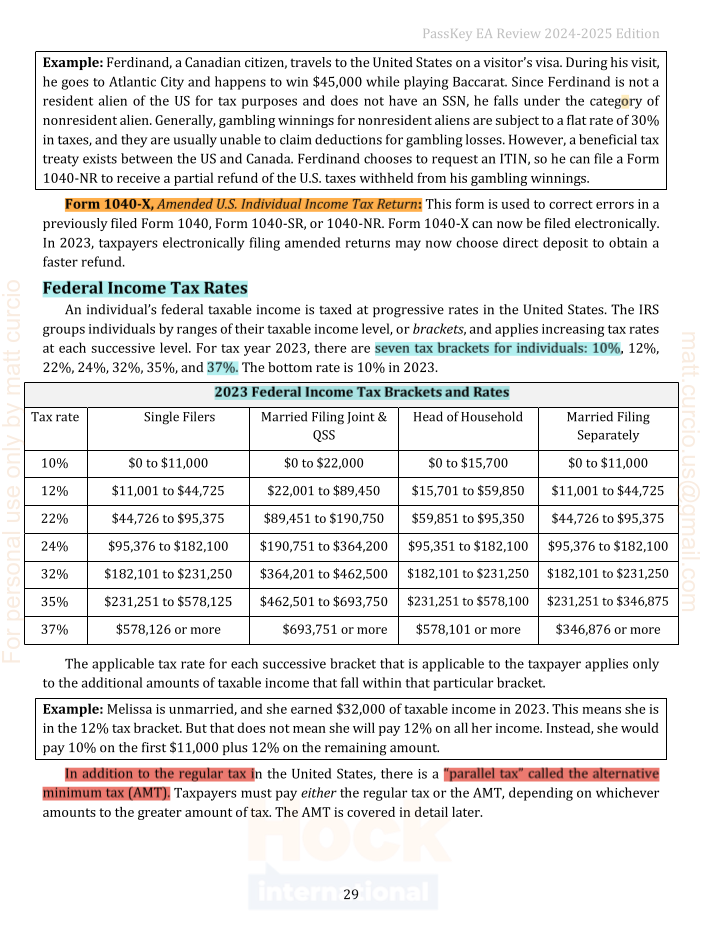 PassKey EA Review 2024-2025 Edition
Example: Ferdinand, a Canadian citizen, travels to the United States on a visitor's visa. During his visit,
he goes to Atlantic City and happens to win $45,000 while playing Baccarat. Since Ferdinand is not a
resident alien of the US for tax purposes and does not have an SSN, he falls under the category of
nonresident alien. Generally, gambling winnings for nonresident aliens are subject to a flat rate of 30%
in taxes, and they are usually unable to claim deductions for gambling losses. However, a beneficial tax
treaty exists between the US and Canada. Ferdinand chooses to request an ITIN, so he can file a Form
1040-NR to receive a partial refund of the U.S. taxes withheld from his gambling winnings.
Form 1040-X, Amended U.S. Individual Income Tax Return: This form is used to correct errors in a
previously filed Form 1040, Form 1040-SR, or 1040-NR. Form 1040-X can now be filed electronically.
In 2023, taxpayers electronically filing amended returns may now choose direct deposit to obtain a
faster refund.
Federal Income Tax Rates
An individual's federal taxable income is taxed at progressive rates in the United States. The IRS
groups individuals by ranges of their taxable income level, or brackets, and applies increasing tax rates
at each successive level. For tax year 2023, there are seven tax brackets for individuals: 10%, 12%,
22%, 24%, 32%, 35%, and 37%. The bottom rate is 10% in 2023.
2023 Federal Income Tax Brackets and Rates
Tax rate Single Filers Married Filing Joint & QSS Head of Household Married Filing Separately
10% $0 to $11,000 $0 to $22,000 $0 to $15,700 $0 to $11,000
12% $11,001 to $44,725 $22,001 to $89,450 $15,701 to $59,850 $11,001 to $44,725
22% $44,726 to $95,375 $89,451 to $190,750 $59,851 to $95,350 $44,726 to $95,375
24% $95,376 to $182,100 $190,751 to $364,200 $95,351 to $182,100 $95,376 to $182,100
32% $182,101 to $231,250 $364,201 to $462,500 $182,101 to $231,250 $182,101 to $231,250
35% $231,251 to $578,125 $462,501 to $693,750 $231,251 to $578,100 $231,251 to $346,875
37% $578,126 or more $693,751 or more $578,101 or more $346,876 or more
The applicable tax rate for each successive bracket that is applicable to the taxpayer applies only
to the additional amounts of taxable income that fall within that particular bracket.
Example: Melissa is unmarried, and she earned $32,000 of taxable income in 2023. This means she is
in the 12% tax bracket. But that does not mean she will pay 12% on all her income. Instead, she would
pay 10% on the first $11,000 plus 12% on the remaining amount.
In addition to the regular tax in the United States, there is a "parallel tax" called the alternative
minimum tax (AMT). Taxpayers must pay either the regular tax or the AMT, depending on whichever
amounts to the greater amount of tax. The AMT is covered in detail later.
Hock
international
29
For personal use only by matt curcio
matt.curcio.us@gmail.com